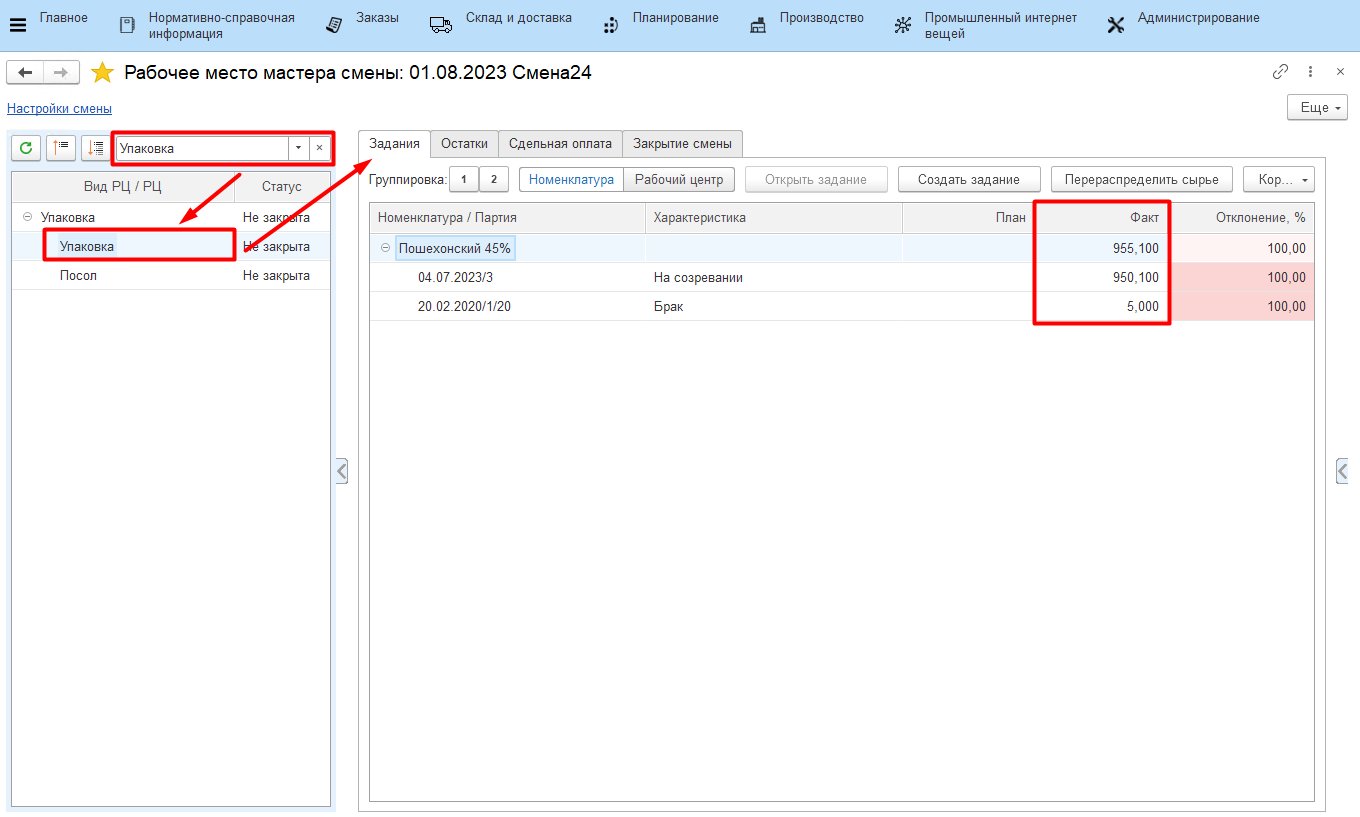 Главное
Нормативно-справочная
информация
Заказы
Склад и доставка
Планирование
Производство
Промышленный интернет
вещей
Администрирование
Рабочее место мастера смены: 01.08.2023 Смена24
Настройки смены
Еще
Упаковка
Вид РЦ / РЦ Статус
Упаковка Не закрыта
Упаковка Не закрыта
Посол Не закрыта
Задания Остатки Сдельная оплата Закрытие смены
Группировка: 1 2 Номенклатура Рабочий центр Открыть задание Создать задание Перераспределить сырье Кор...
Номенклатура / Партия Характеристика План Факт Отклонение, %
Пошехонский 45% 955,100 100,00
04.07.2023/3 На созревании 950,100 100,00
20.02.2020/1/20 Брак 5,000 100,00